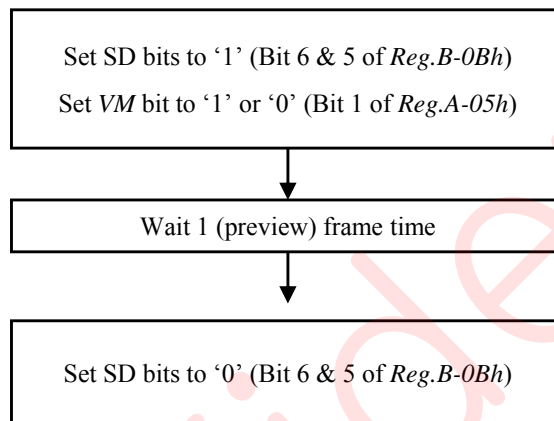 Set SD bits to ‘1’ (Bit 6 & 5 of Reg.B-0Bh)
Set VM bit to ‘1’ or ‘0’ (Bit 1 of Reg.A-05h)
Wait 1 (preview) frame time
Set SD bits to ‘0’ (Bit 6 & 5 of Reg.B-0Bh)